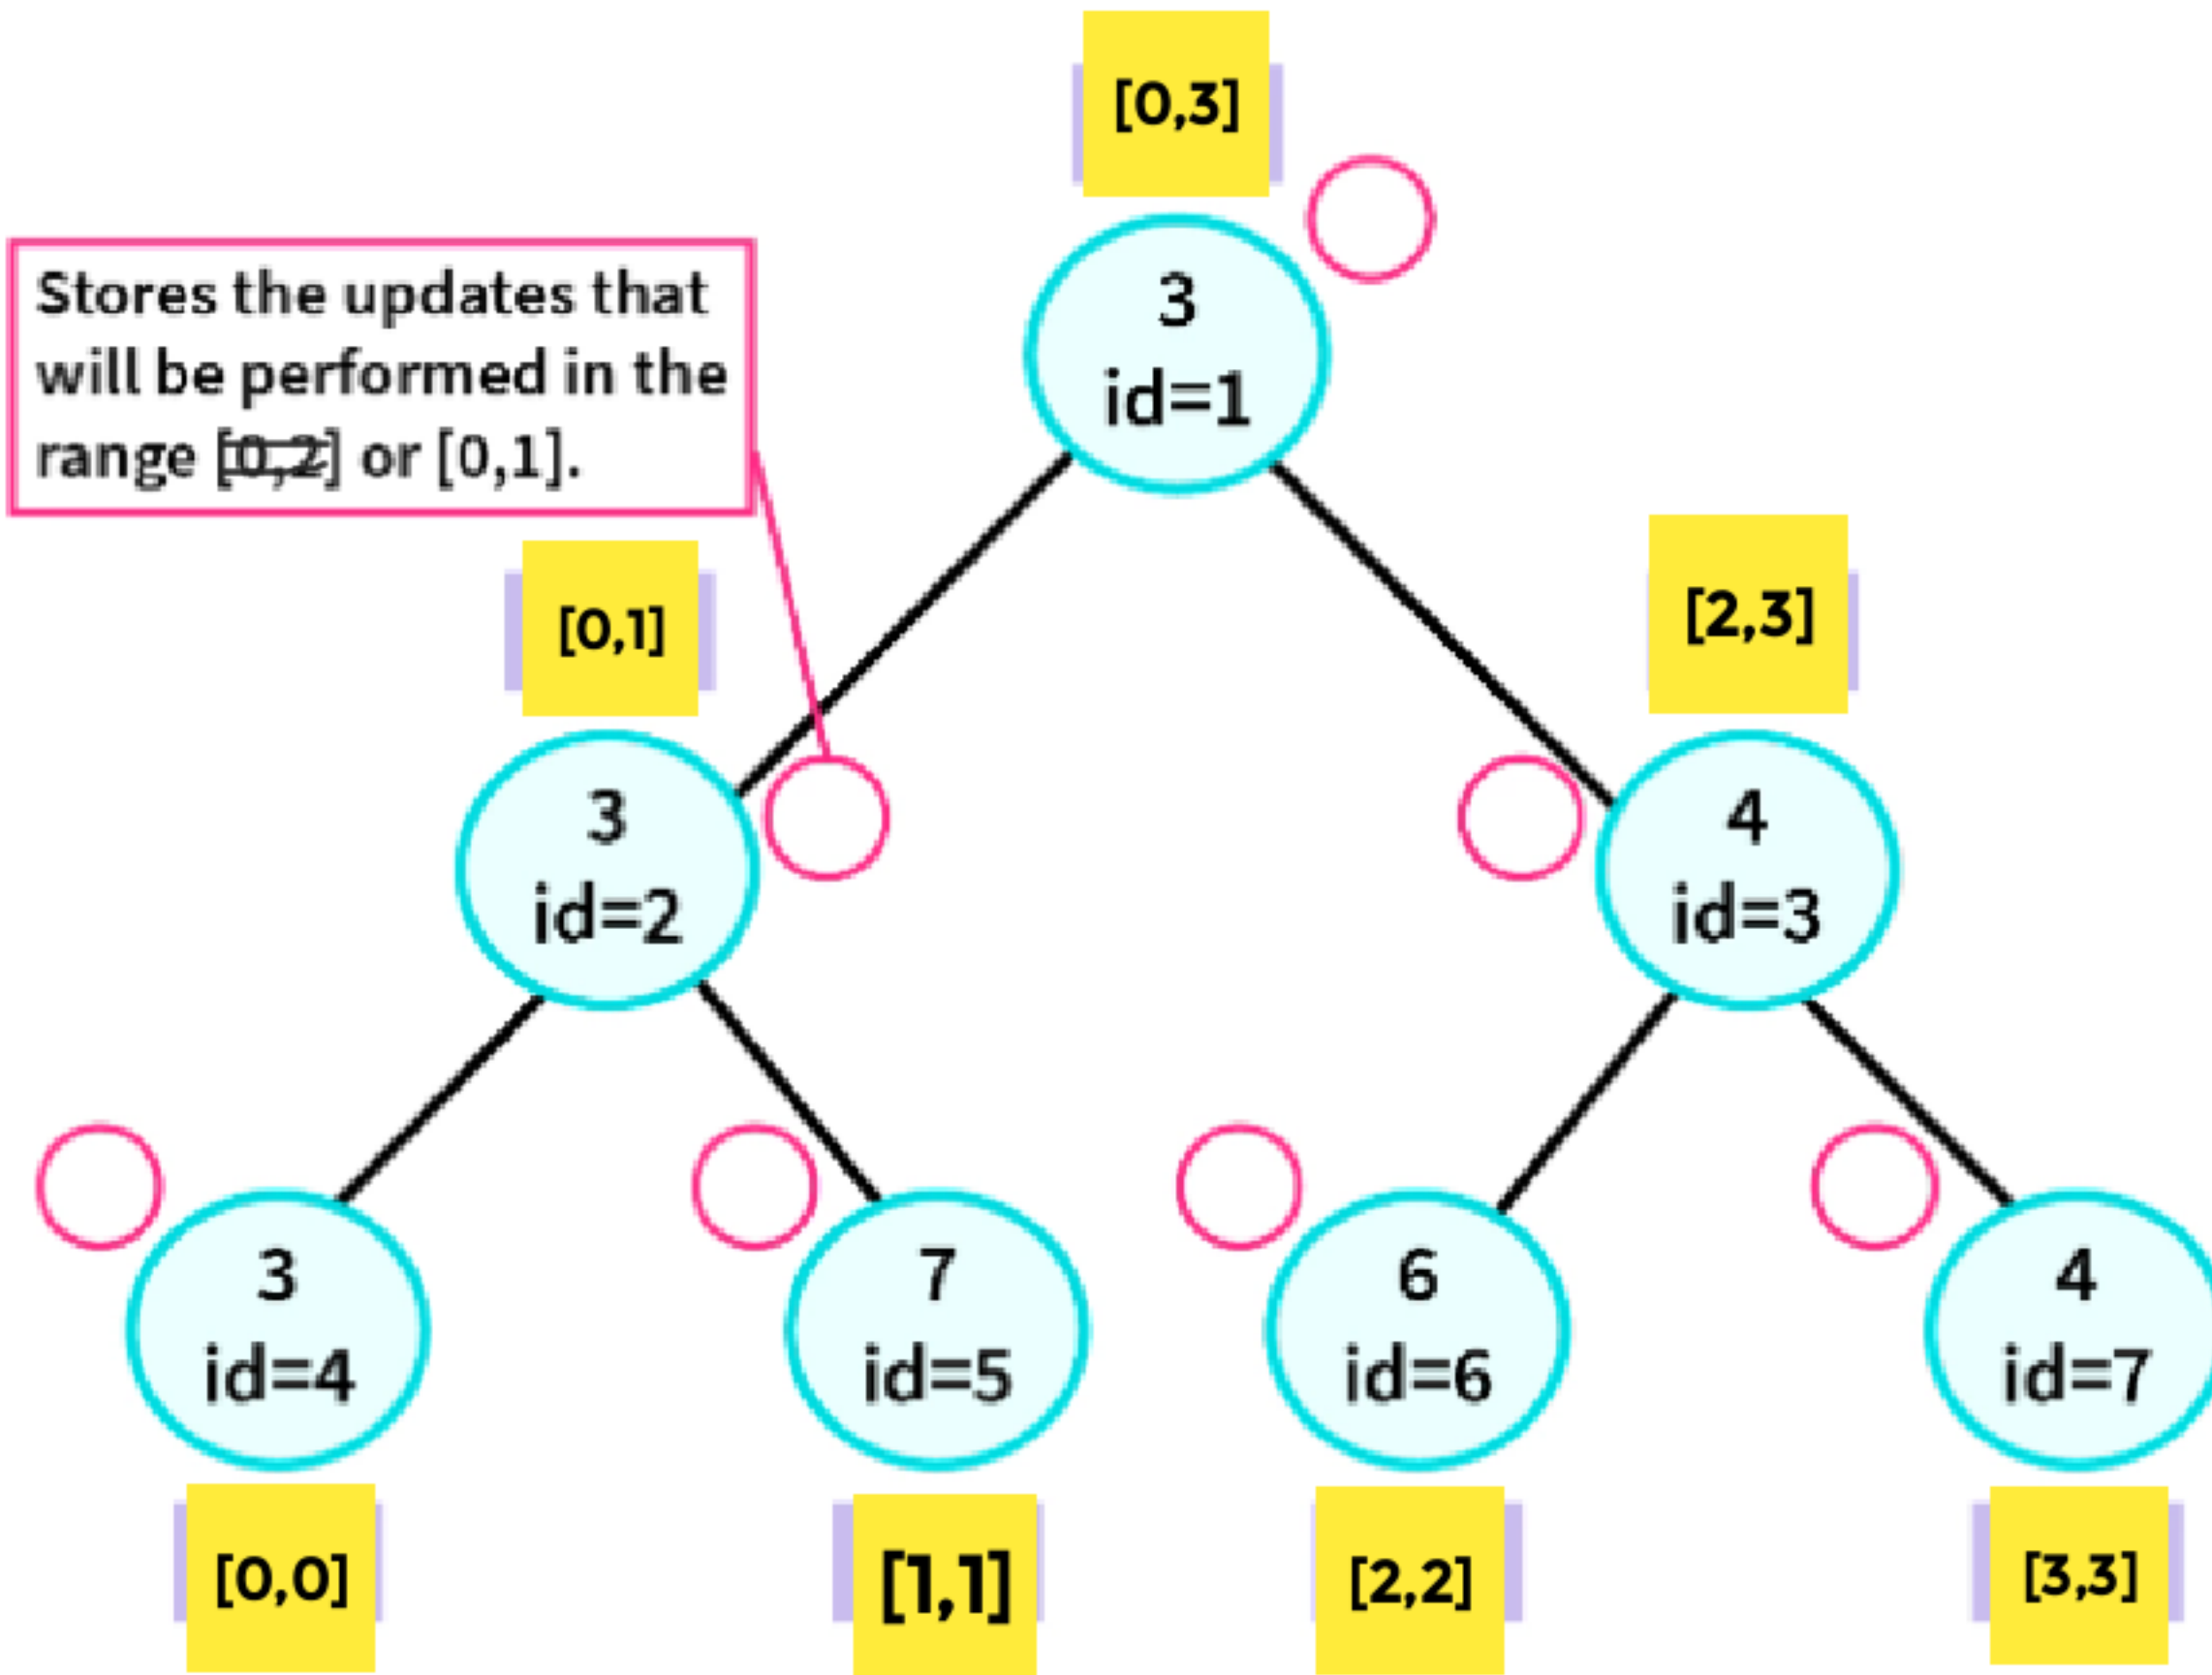 [0,3]
3
id=1
Stores the updates that
will be performed in the
range [0,2] or [0,1].
[0,1]
[2,3]
3
id=2
4
id=3
3
id=4
7
id=5
6
id=6
4
id=7
[0,0]
[1,1]
[2,2]
[3,3]